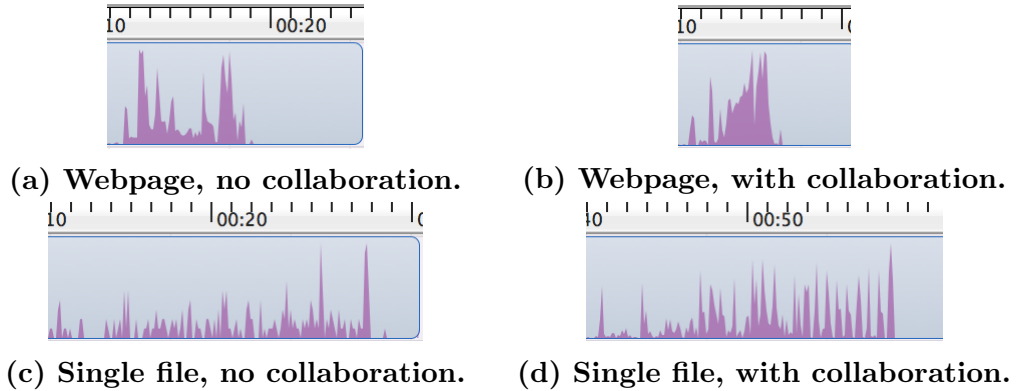 10 00:20
10
(a) Webpage, no collaboration.
(b) Webpage, with collaboration.
10 00:20
40 00:50
(c) Single file, no collaboration.
(d) Single file, with collaboration.